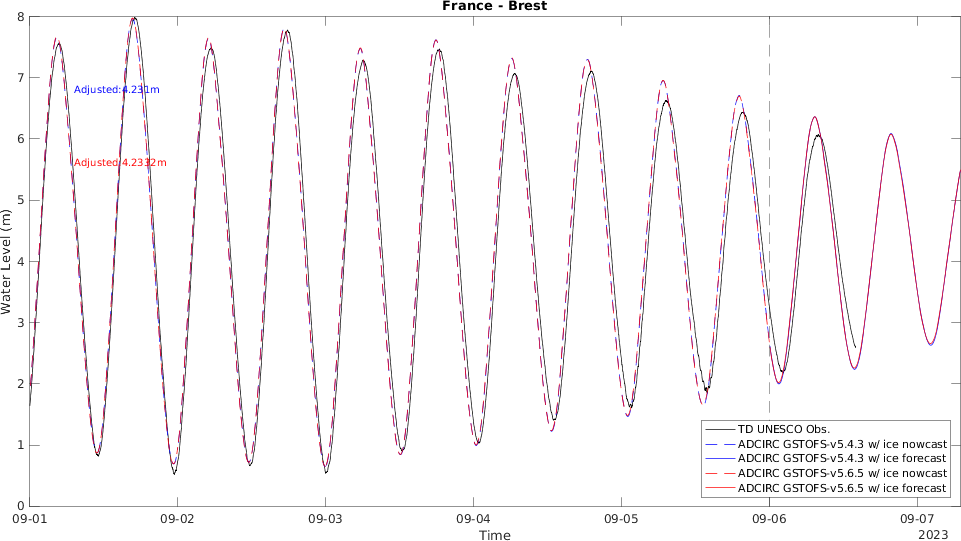 France - Brest
8
7
6
5
4
3
2
1
0
Water Level (m)
Adjusted:4.231m
Adjusted:4.2332m
TD UNESCO Obs.
ADCIRC GSTOFS-v5.4.3 w/ ice nowcast
ADCIRC GSTOFS-v5.4.3 w/ ice forecast
ADCIRC GSTOFS-v5.6.5 w/ ice nowcast
ADCIRC GSTOFS-v5.6.5 w/ ice forecast
09-01 09-02 09-03 09-04 09-05 09-06 09-07
Time
2023